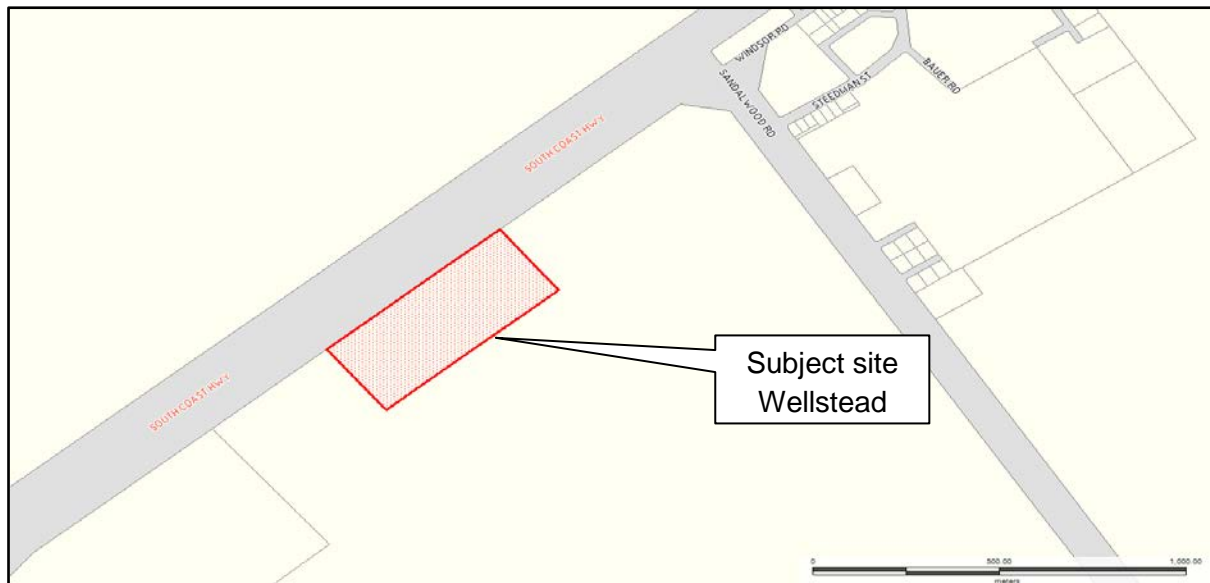 WINDSOR RD
SANDALWOOD RD
STEEDMAN ST
BAUER RD
SOUTH COAST HWY
Subject site
Wellstead
SOUTH COAST HWY
0 500.00 1,000.00
meters